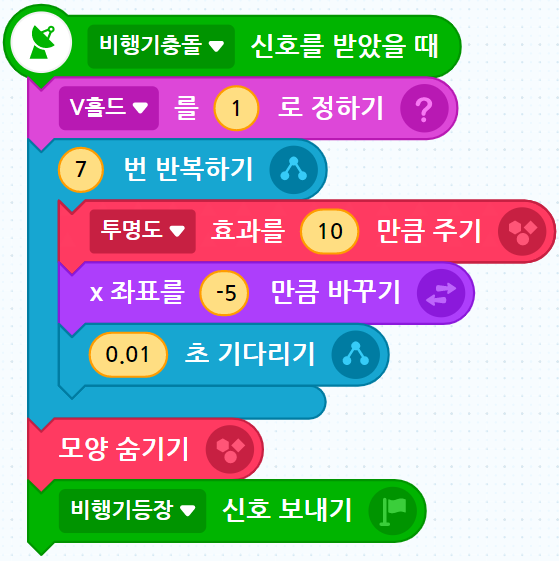 비행기충돌 신호를 받았을 때
V홀드 를 1 로 정하기 ?
7 번 반복하기
투명도 효과를 10 만큼 주기
x 좌표를 -5 만큼 바꾸기
0.01 초 기다리기
모양 숨기기
비행기등장 신호 보내기